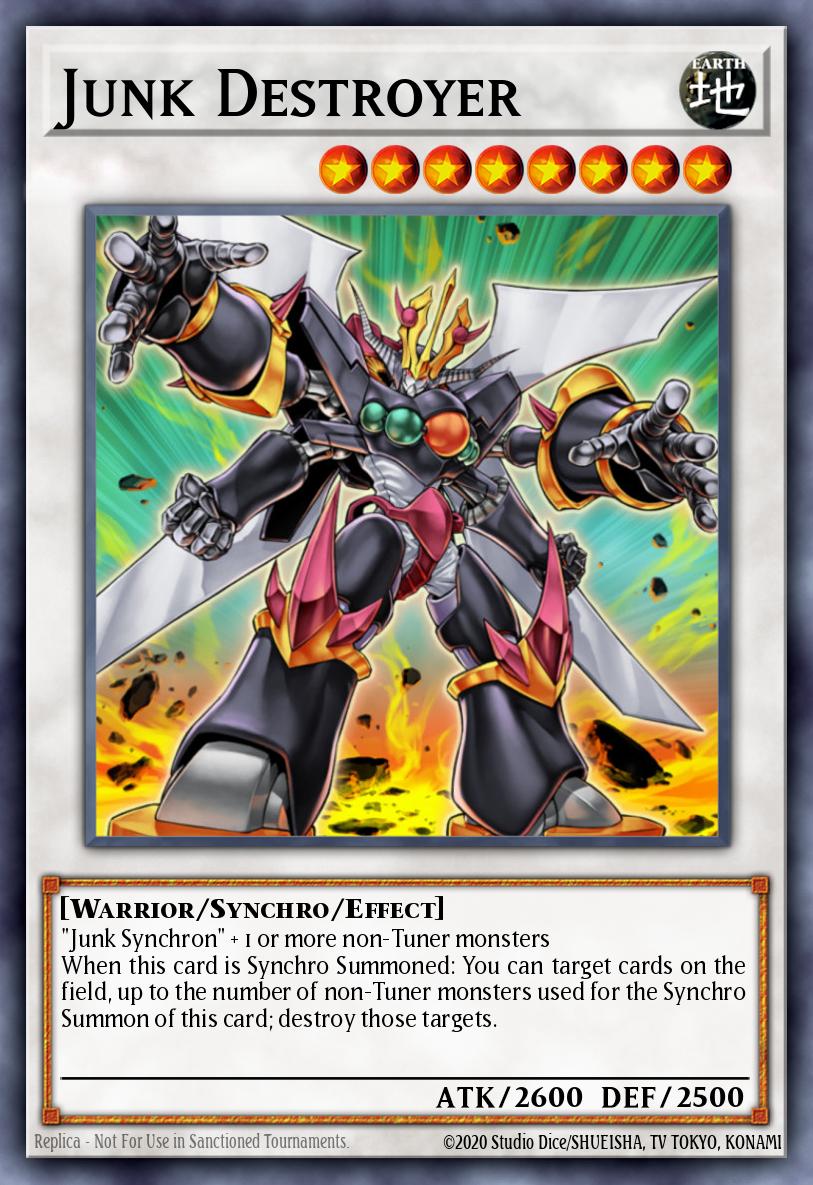 Junk Destroyer
EARTH
地
[Warrior/Synchro/Effect]
"Junk Synchron" + 1 or more non-Tuner monsters
When this card is Synchro Summoned: You can target cards on the
field, up to the number of non-Tuner monsters used for the Synchro
Summon of this card; destroy those targets.
ATK/2600 DEF/2500
Replica - Not For Use in Sanctioned Tournaments.
©2020 Studio Dice/SHUEISHA, TV TOKYO, KONAMI